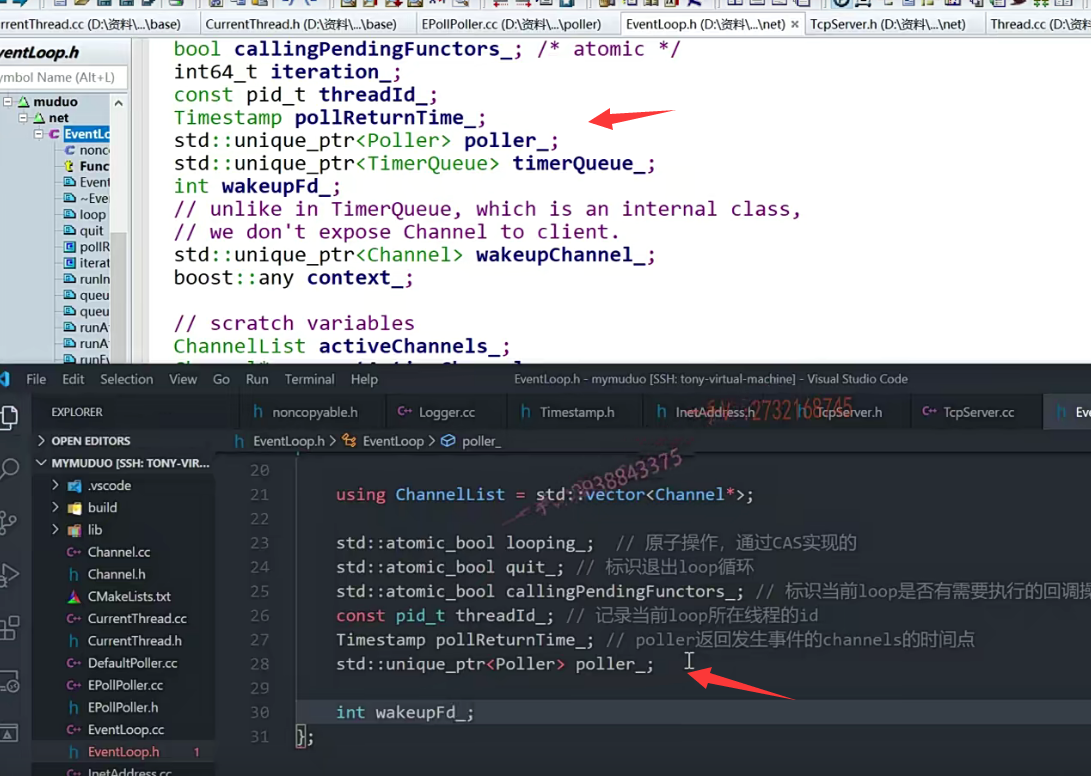 CurrentThread.cc (D:\资料\...\base)
CurrentThread.h (D:\资料\...\base)
EPollPoller.cc (D:\资料\...\poller)
EventLoop.h (D:\资料\...\net) ×
TcpServer.h (D:\资料\...\net)
Thread.cc (D:\资
ventLoop.h
ymbol Name (Alt+L)
muduo
net
EventLo
nonc
Func
Event
~Eve
loop
quit
pollR
iterat
runIn
queu
queu
runA
runA
runEv
bool callingPendingFunctors_; /* atomic */
int64_t iteration_;
const pid_t threadId_;
Timestamp pollReturnTime_;
std::unique_ptr<Poller> poller_;
std::unique_ptr<TimerQueue> timerQueue_;
int wakeupFd_;
// unlike in TimerQueue, which is an internal class,
// we don't expose Channel to client.
std::unique_ptr<Channel> wakeupChannel_;
boost::any context_;
// scratch variables
ChannelList activeChannels_;
File Edit Selection View Go Run Terminal Help
EventLoop.h - mymuduo [SSH: tony-virtual-machine] - Visual Studio Code
EXPLORER
noncopyable.h
Logger.cc
Timestamp.h
InetAddress.h
TcpServer.h
TcpServer.cc
Eve
2732168745
OPEN EDITORS
MYMUDUO [SSH: TONY-VIR...
.vscode
build
lib
Channel.cc
Channel.h
CMakeLists.txt
CurrentThread.cc
CurrentThread.h
DefaultPoller.cc
EPollPoller.cc
EPollPoller.h
EventLoop.cc
EventLoop.h 1
InetAddress.cc
EventLoop.h > EventLoop > poller_
9938843375
20
21 using ChannelList = std::vector<Channel*>;
22
23 std::atomic_bool looping_; // 原子操作，通过CAS实现的
24 std::atomic_bool quit_; // 标识退出loop循环
25 std::atomic_bool callingPendingFunctors_; // 标识当前loop是否有需要执行的回调操
26 const pid_t threadId_; // 记录当前loop所在线程的id
27 Timestamp pollReturnTime_; // poller返回发生事件的channels的时间点
28 std::unique_ptr<Poller> poller_;
29
30 int wakeupFd_;
31 };